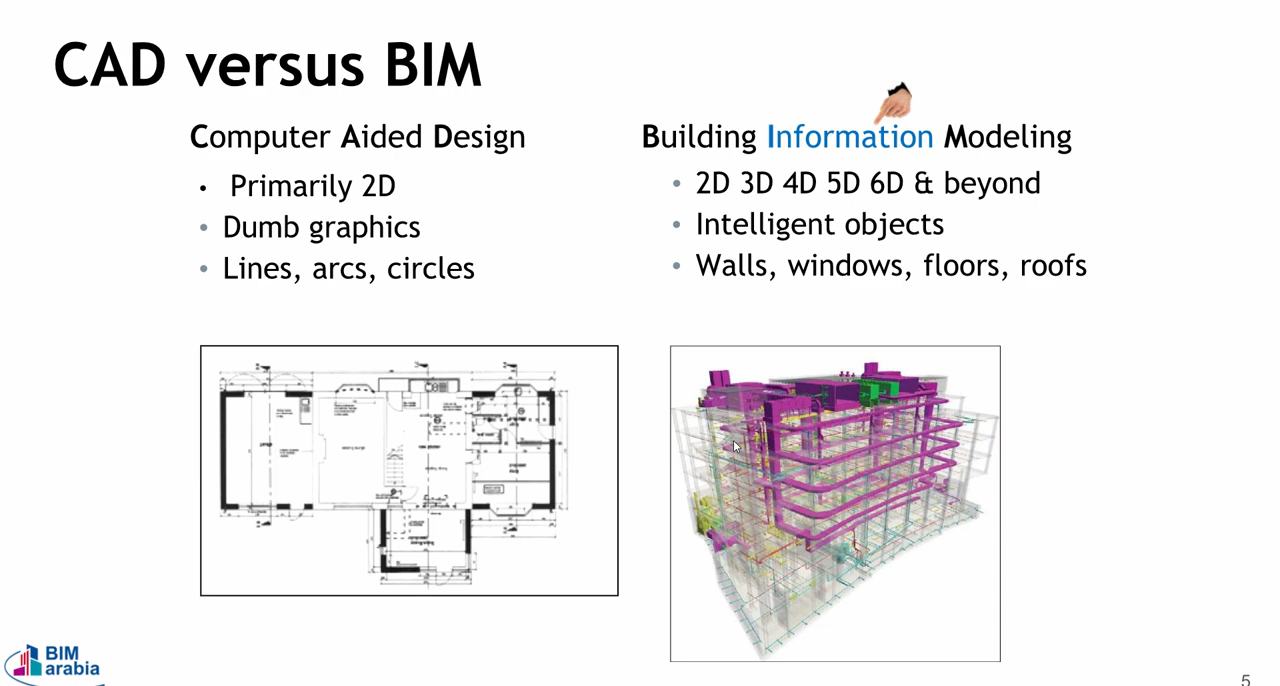 CAD versus BIM
Computer Aided Design
• Primarily 2D
• Dumb graphics
• Lines, arcs, circles
Building Information Modeling
• 2D 3D 4D 5D 6D & beyond
• Intelligent objects
• Walls, windows, floors, roofs
BIM
arabia
5